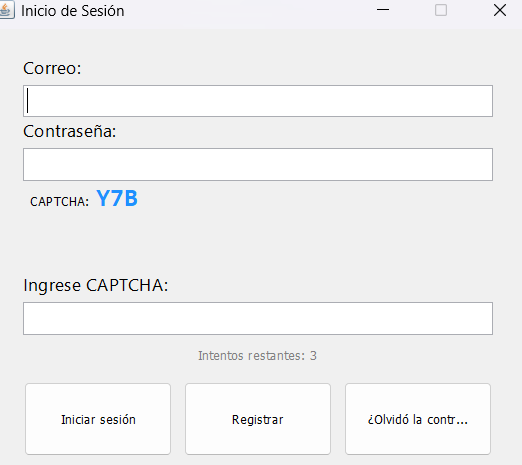 Inicio de Sesión
Correo:
Contraseña:
CAPTCHA: Y7B
Ingrese CAPTCHA:
Intentos restantes: 3
Iniciar sesión
Registrar
¿Olvidó la contr...